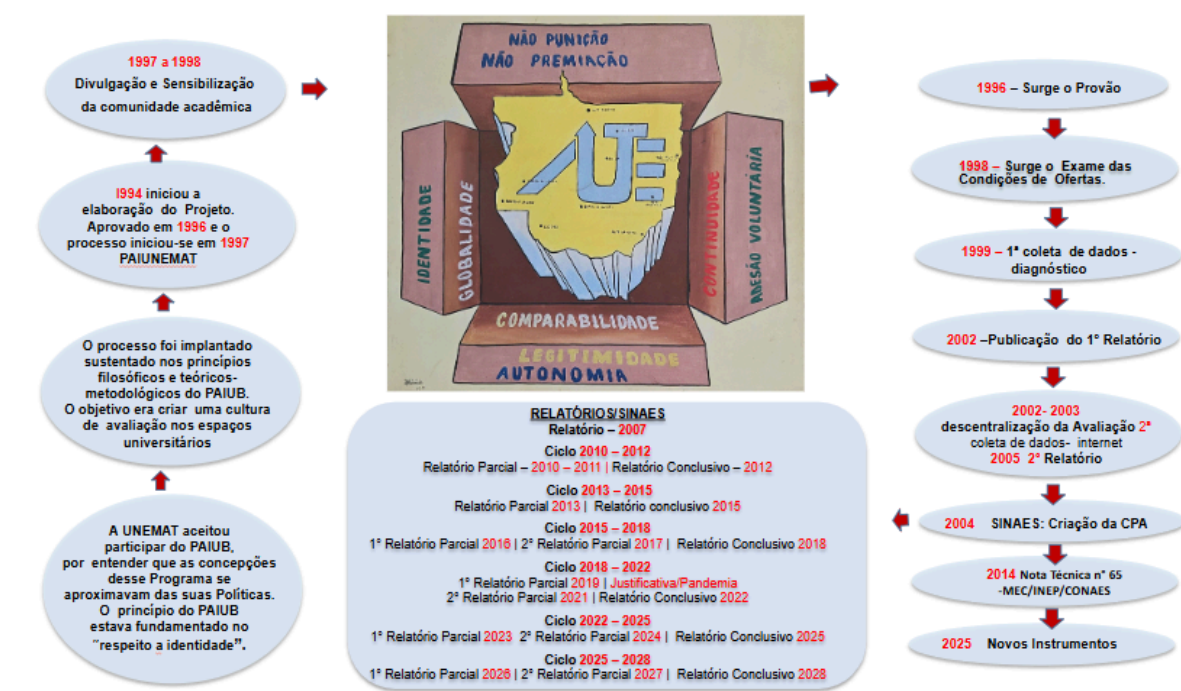 A UNEMAT aceitou
participar do PAIUB,
por entender que as concepções
desse Programa se
aproximavam das suas Políticas.
O princípio do PAIUB
estava fundamentado no
“respeito a identidade”.
O processo foi implantado
sustentado nos princípios
filosóficos e teóricos-
metodológicos do PAIUB.
O objetivo era criar uma cultura
de avaliação nos espaços
universitários
I994 iniciou a
elaboração do Projeto.
Aprovado em 1996 e o
processo iniciou-se em 1997
PAIUNEMAT
1997 a 1998
Divulgação e Sensibilização
da comunidade acadêmica
NÃO PUNIÇÃO
NÃO PREMIAÇÃO
IDENTIDADE
GLOBALIDADE
CONTINUIDADE
ADESÃO VOLUNTÁRIA
COMPARABILIDADE
LEGITIMIDADE
AUTONOMIA
1996 – Surge o Provão
1998 – Surge o Exame das
Condições de Ofertas.
1999 – 1ª coleta de dados -
diagnóstico
2002 –Publicação do 1º Relatório
2002- 2003
descentralização da Avaliação 2ª
coleta de dados- internet
2005 2º Relatório
2004 SINAES: Criação da CPA
2014 Nota Técnica n° 65
-MEC/INEP/CONAES
2025 Novos Instrumentos
RELATÓRIOS/SINAES
Relatório – 2007
Ciclo 2010 – 2012
Relatório Parcial – 2010 – 2011 | Relatório Conclusivo – 2012
Ciclo 2013 – 2015
Relatório Parcial 2013 | Relatório conclusivo 2015
Ciclo 2015 – 2018
1º Relatório Parcial 2016 | 2º Relatório Parcial 2017 | Relatório Conclusivo 2018
Ciclo 2018 – 2022
1º Relatório Parcial 2019 | Justificativa/Pandemia
2º Relatório Parcial 2021 | Relatório Conclusivo 2022
Ciclo 2022 – 2025
1º Relatório Parcial 2023 2º Relatório Parcial 2024 | Relatório Conclusivo 2025
Ciclo 2025 – 2028
1º Relatório Parcial 2026 | 2º Relatório Parcial 2027 | Relatório Conclusivo 2028